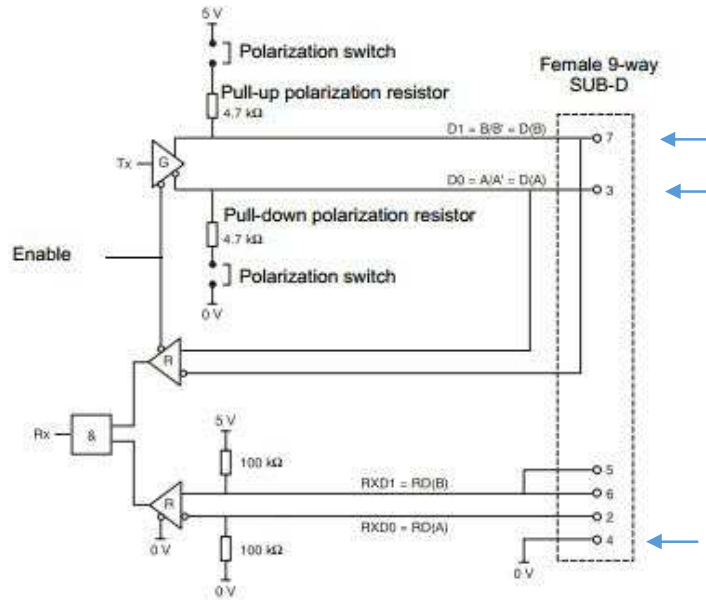 5 V
Polarization switch
Female 9-way
SUB-D
Pull-up polarization resistor
4.7 kΩ
D1 = B/B' = D(B)
7
Tx
G
D0 = A/A' = D(A)
3
Pull-down polarization resistor
4.7 kΩ
Enable
Polarization switch
0 V
R
Rx
&
5 V
100 kΩ
5
RXD1 = RD(B)
6
R
2
RXD0 = RD(A)
4
0 V
100 kΩ
0 V
0 V